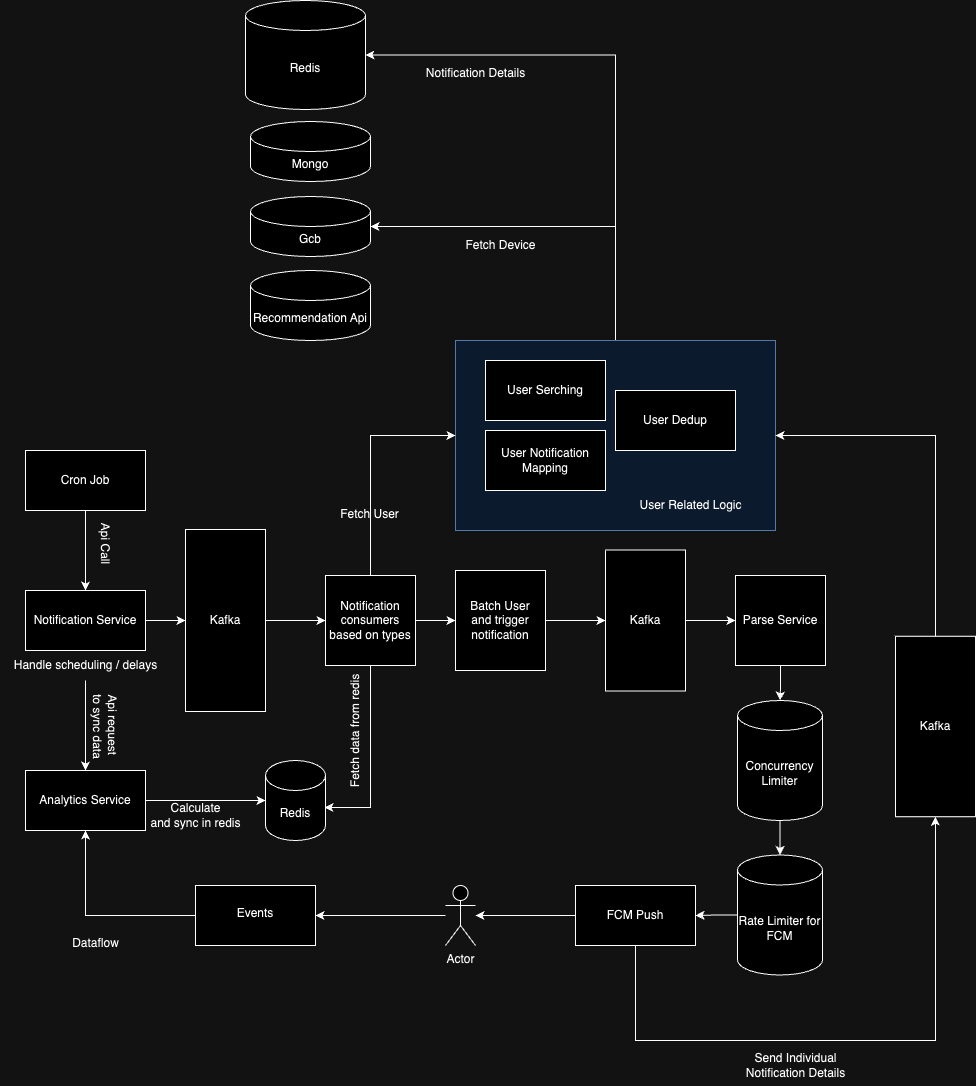 Redis
Notification Details
Mongo
Gcb
Fetch Device
Recommendation Api
User Serching
User Dedup
User Notification
Mapping
User Related Logic
Cron Job
Api Call
Fetch User
Notification Service
Handle scheduling / delays
Kafka
Notification
consumers
based on types
Batch User
and trigger
notification
Kafka
Parse Service
Kafka
Api request
to sync data
Fetch data from redis
Concurrency
Limiter
Analytics Service
Calculate
and sync in redis
Redis
Events
Actor
FCM Push
Rate Limiter for
FCM
Dataflow
Send Individual
Notification Details